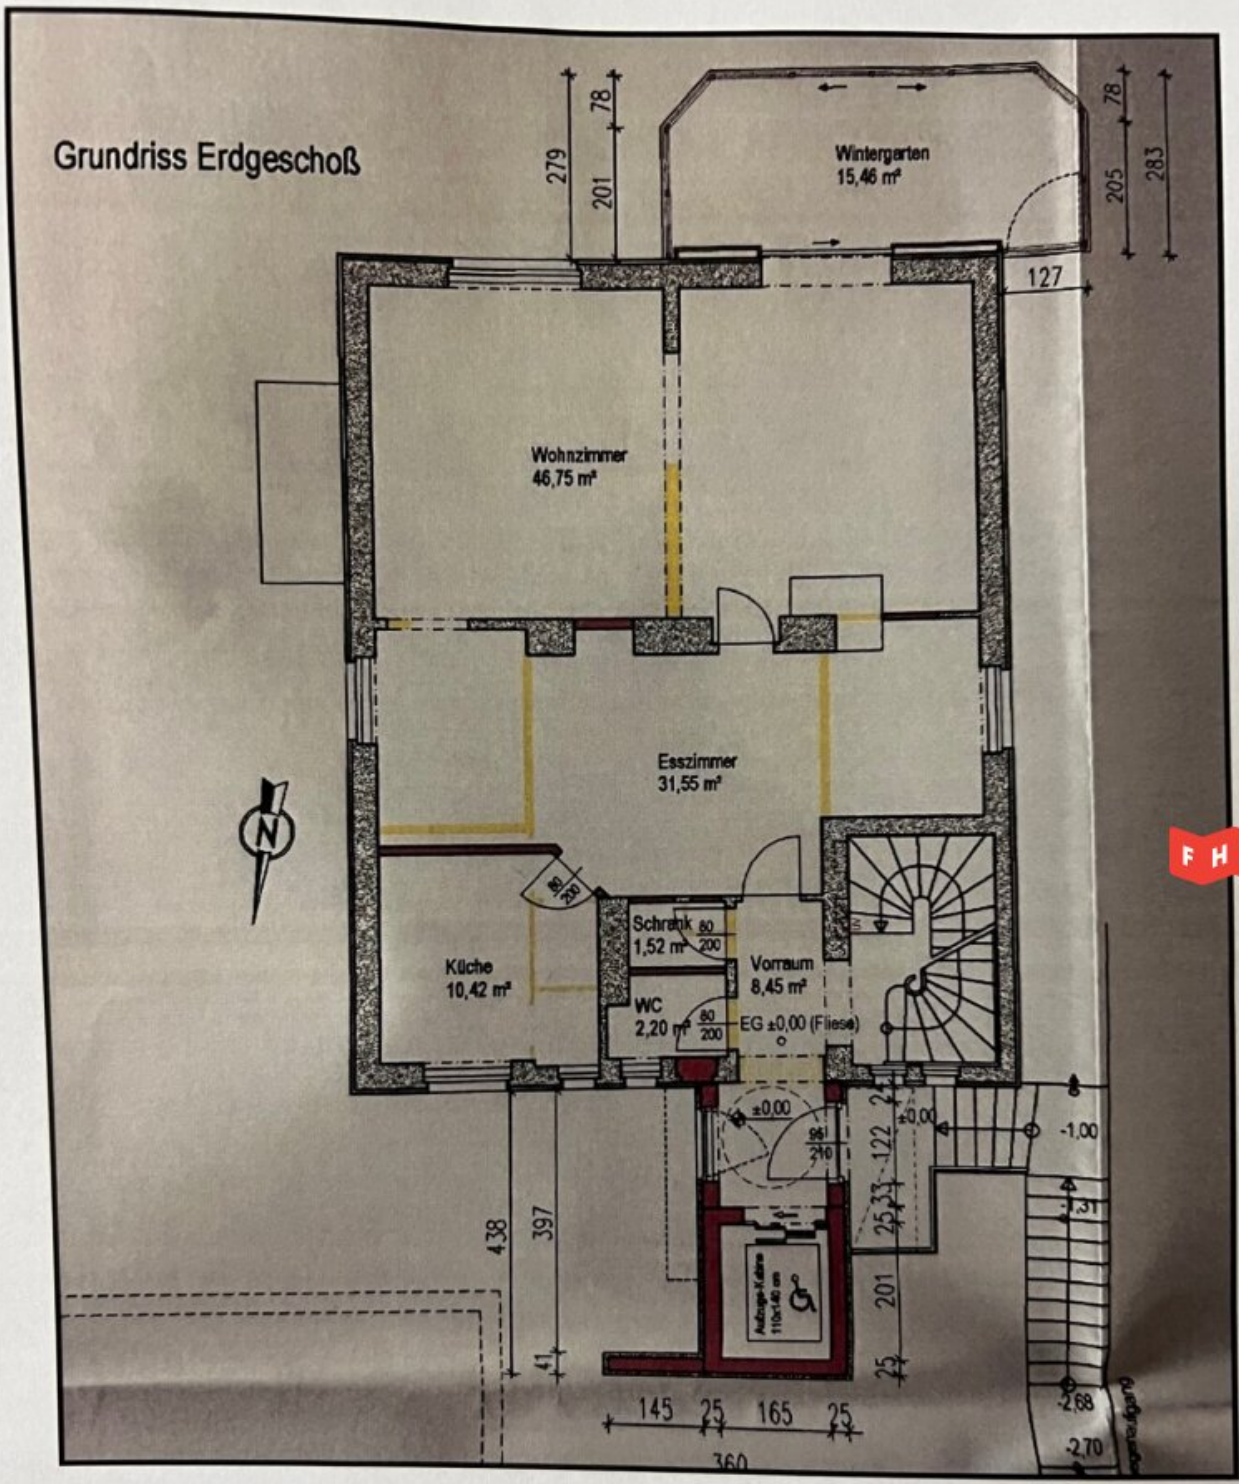 Grundriss Erdgeschoß
279
78
201
78
205
283
127
Wintergarten
15,46 m²
Wohnzimmer
46,75 m²
Esszimmer
31,55 m²
N
80
200
Schrank
1,52 m²
80
200
Küche
10,42 m²
Vorraum
8,45 m²
WC
2,20 m²
80
200
EG ±0,00 (Fliese)
F H
±0,00
±0,00
-1,00
24
122
33
25
201
25
-1,31
438
397
41
Aufzugs-Kabine
110x140 cm
145
25
165
25
360
-2,68
-2,70